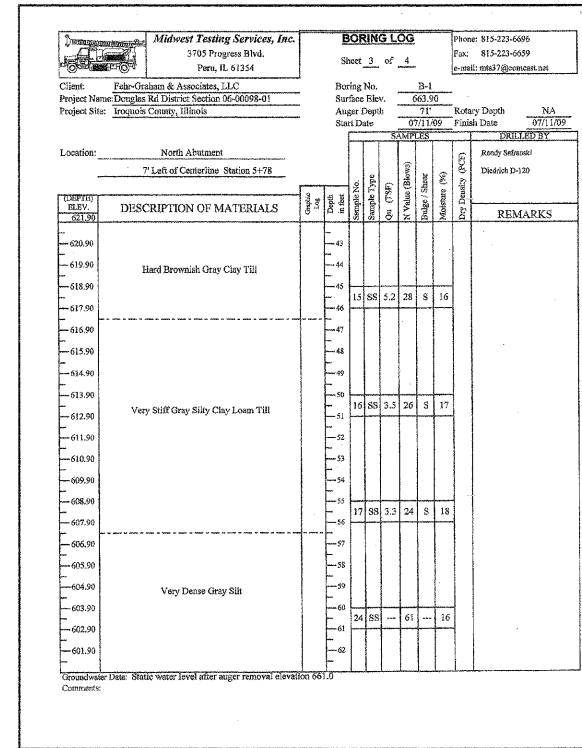 Midwest Testing Services, Inc.
3705 Progress Blvd.
Peru, IL 61354
BORING LOG
Sheet 3 of 4
Phone: 815-223-6696
Fax: 815-223-6659
e-mail: mts37@comcast.net
Client: Fehr-Graham & Associates, LLC
Project Name: Douglas Rd District Section 06-00098-01
Project Site: Iroquois County, Illinois
Boring No. B-1
Surface Elev. 663.90
Auger Depth 71' Rotary Depth NA
Start Date 07/11/09 Finish Date 07/11/09
SAMPLES
DRILLED BY
Randy Safranski
Diedrich D-120
Location: North Abutment
7' Left of Centerline Station 5+78
(DEPTH)
ELEV.
621.90
DESCRIPTION OF MATERIALS
Graphic Log
Depth in feet
Sample No.
Sample Type
Qu (TSF)
N Value (Blows)
Bulge / Shear
Moisture (%)
Dry Density (PCF)
REMARKS
620.90 43
619.90 44
Hard Brownish Gray Clay Till
618.90 45
15 SS 5.2 28 S 16
617.90 46
616.90 47
615.90 48
614.90 49
613.90 50
Very Stiff Gray Silty Clay Loam Till
16 SS 3.5 26 S 17
612.90 51
611.90 52
610.90 53
609.90 54
608.90 55
17 SS 3.3 24 S 18
607.90 56
606.90 57
605.90 58
604.90 59
Very Dense Gray Silt
603.90 60
24 SS --- 61 --- 16
602.90 61
601.90 62
Groundwater Data: Static water level after auger removal elevation 661.0
Comments: